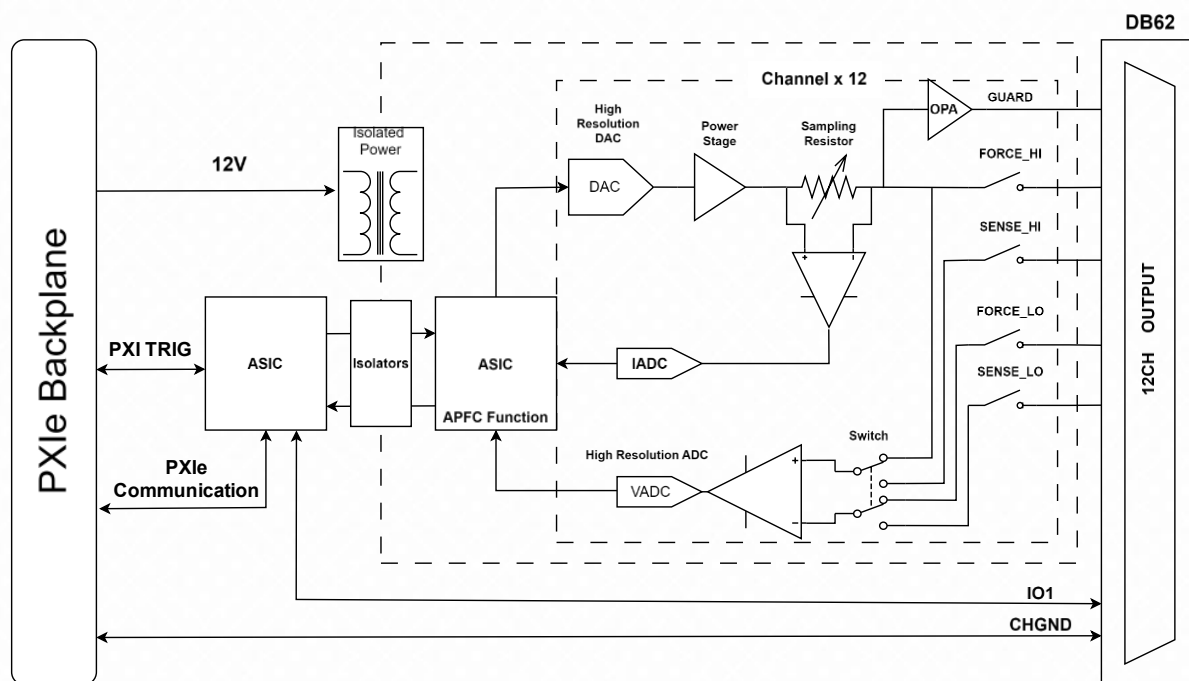 DB62
Channel x 12
High
Resolution
DAC
Power
Stage
Sampling
Resistor
OPA
GUARD
Isolated
Power
12V
FORCE_HI
DAC
SENSE_HI
+
-
PXIe Backplane
12CH OUTPUT
FORCE_LO
PXI TRIG
ASIC
Isolators
ASIC
APFC Function
IADC
SENSE_LO
Switch
High Resolution ADC
PXIe
Communication
VADC
+
−
IO1
CHGND